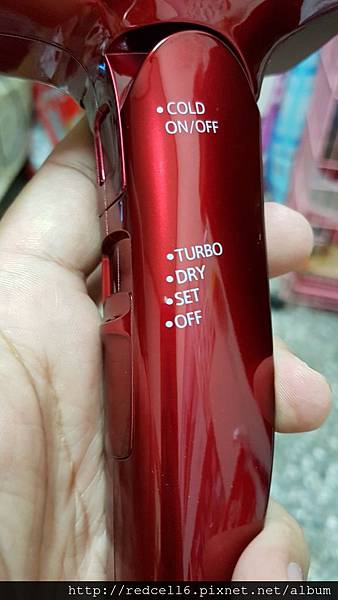 •COLD
ON/OFF
•TURBO
•DRY
•SET
•OFF
http://redcell6.pixnet.net/album